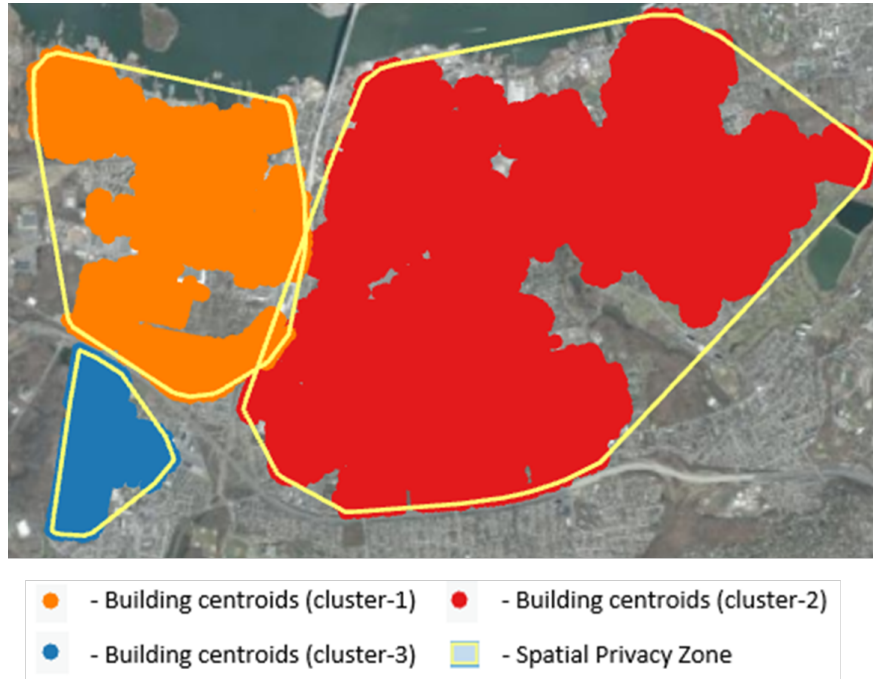 - Building centroids (cluster-1)
- Building centroids (cluster-2)
- Building centroids (cluster-3)
- Spatial Privacy Zone